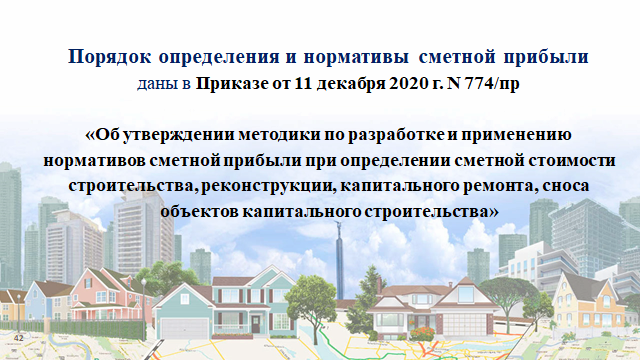 Порядок определения и нормативы сметной прибыли
даны в Приказе от 11 декабря 2020 г. N 774/пр
«Об утверждении методики по разработке и применению
нормативов сметной прибыли при определении сметной стоимости
строительства, реконструкции, капитального ремонта, сноса
объектов капитального строительства»
42